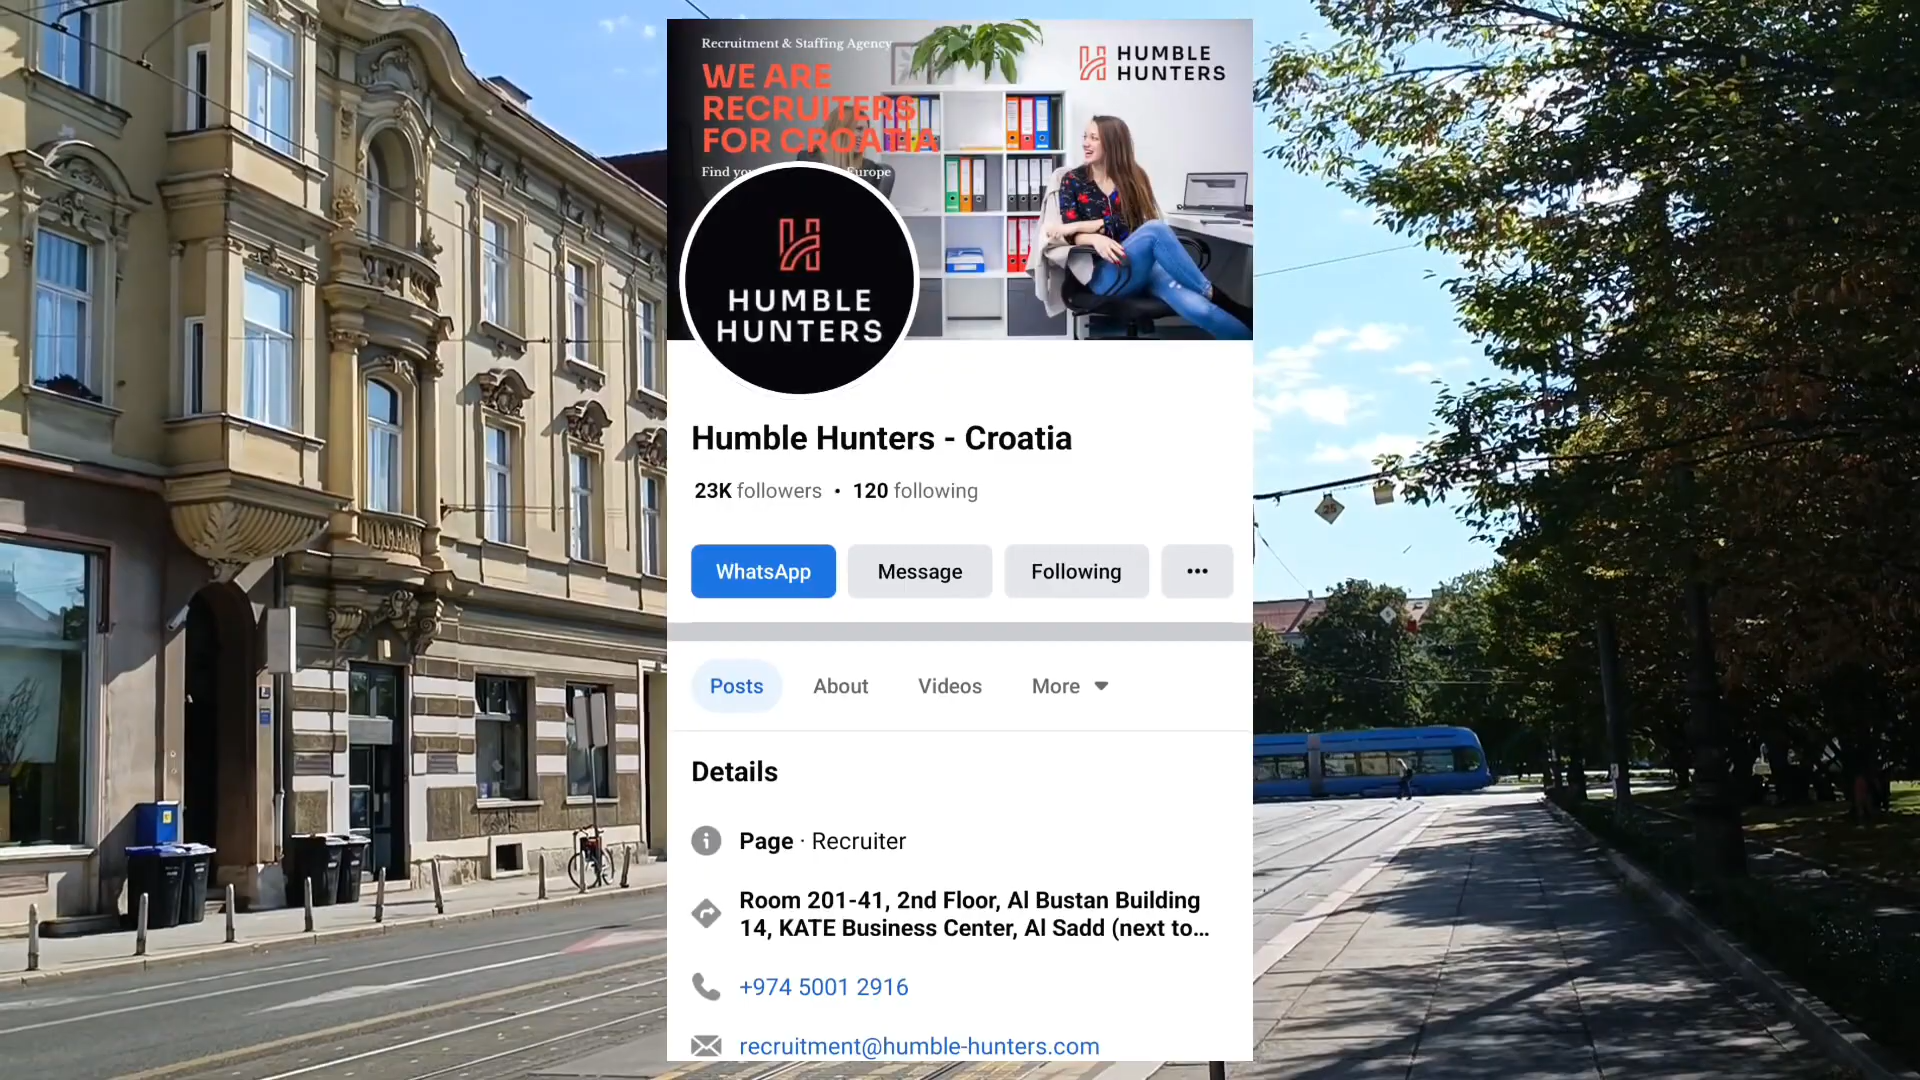 Recruitment & Staffing Agency
WE ARE
RECRUITERS
FOR CROATIA
Find
Europe
HUMBLE
HUNTERS
HUMBLE
HUNTERS
Humble Hunters - Croatia
23K followers • 120 following
WhatsApp
Message
Following
Posts
About
Videos
More
Details
Page · Recruiter
Room 201-41, 2nd Floor, Al Bustan Building
14, KATE Business Center, Al Sadd (next to...
+974 5001 2916
recruitment@humble-hunters.com